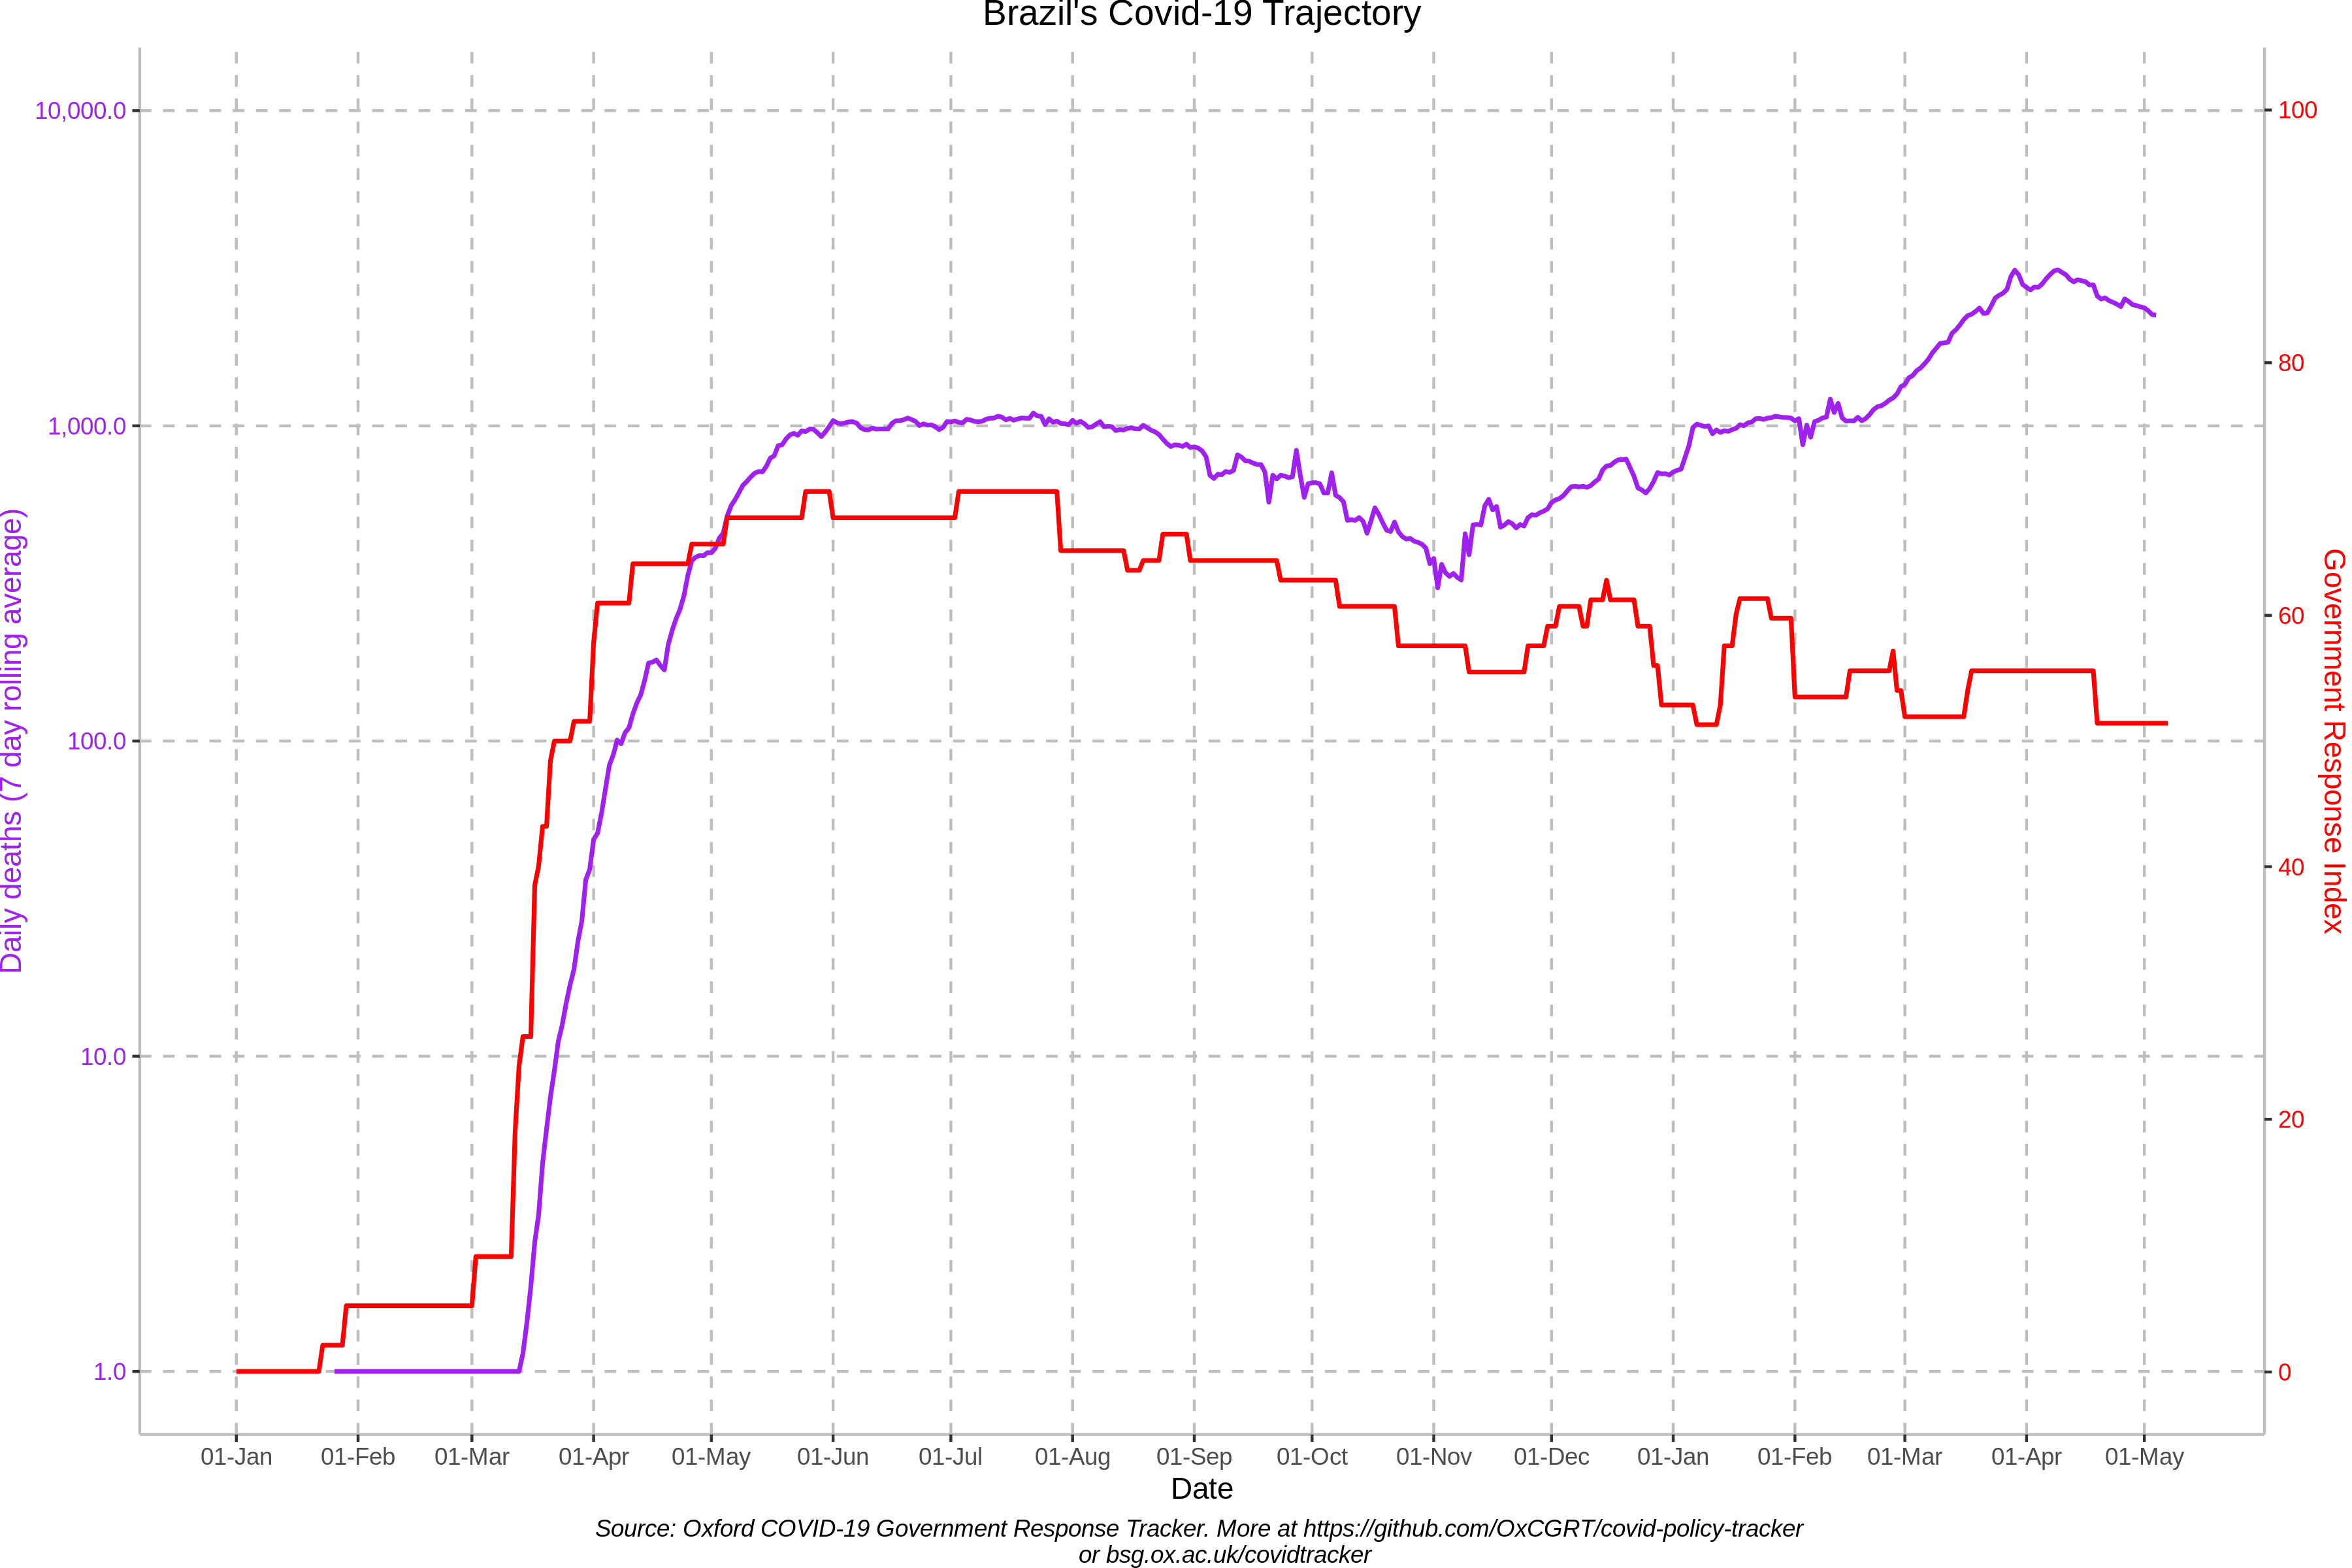 Brazil's Covid-19 Trajectory
10,000.0
1,000.0
100.0
10.0
1.0
Daily deaths (7 day rolling average)
100
80
60
40
20
0
Government Response Index
01-Jan 01-Feb 01-Mar 01-Apr 01-May 01-Jun 01-Jul 01-Aug 01-Sep 01-Oct 01-Nov 01-Dec 01-Jan 01-Feb 01-Mar 01-Apr 01-May
Date
Source: Oxford COVID-19 Government Response Tracker. More at https://github.com/OxCGRT/covid-policy-tracker
or bsg.ox.ac.uk/covidtracker